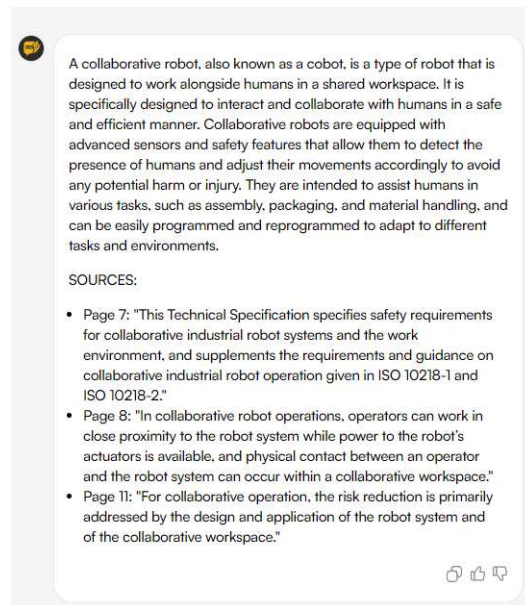 A collaborative robot, also known as a cobot, is a type of robot that is
designed to work alongside humans in a shared workspace. It is
specifically designed to interact and collaborate with humans in a safe
and efficient manner. Collaborative robots are equipped with
advanced sensors and safety features that allow them to detect the
presence of humans and adjust their movements accordingly to avoid
any potential harm or injury. They are intended to assist humans in
various tasks, such as assembly, packaging, and material handling, and
can be easily programmed and reprogrammed to adapt to different
tasks and environments.
SOURCES:
• Page 7: "This Technical Specification specifies safety requirements
for collaborative industrial robot systems and the work
environment, and supplements the requirements and guidance on
collaborative industrial robot operation given in ISO 10218-1 and
ISO 10218-2."
• Page 8: "In collaborative robot operations, operators can work in
close proximity to the robot system while power to the robot's
actuators is available, and physical contact between an operator
and the robot system can occur within a collaborative workspace."
• Page 11: "For collaborative operation, the risk reduction is primarily
addressed by the design and application of the robot system and
of the collaborative workspace."